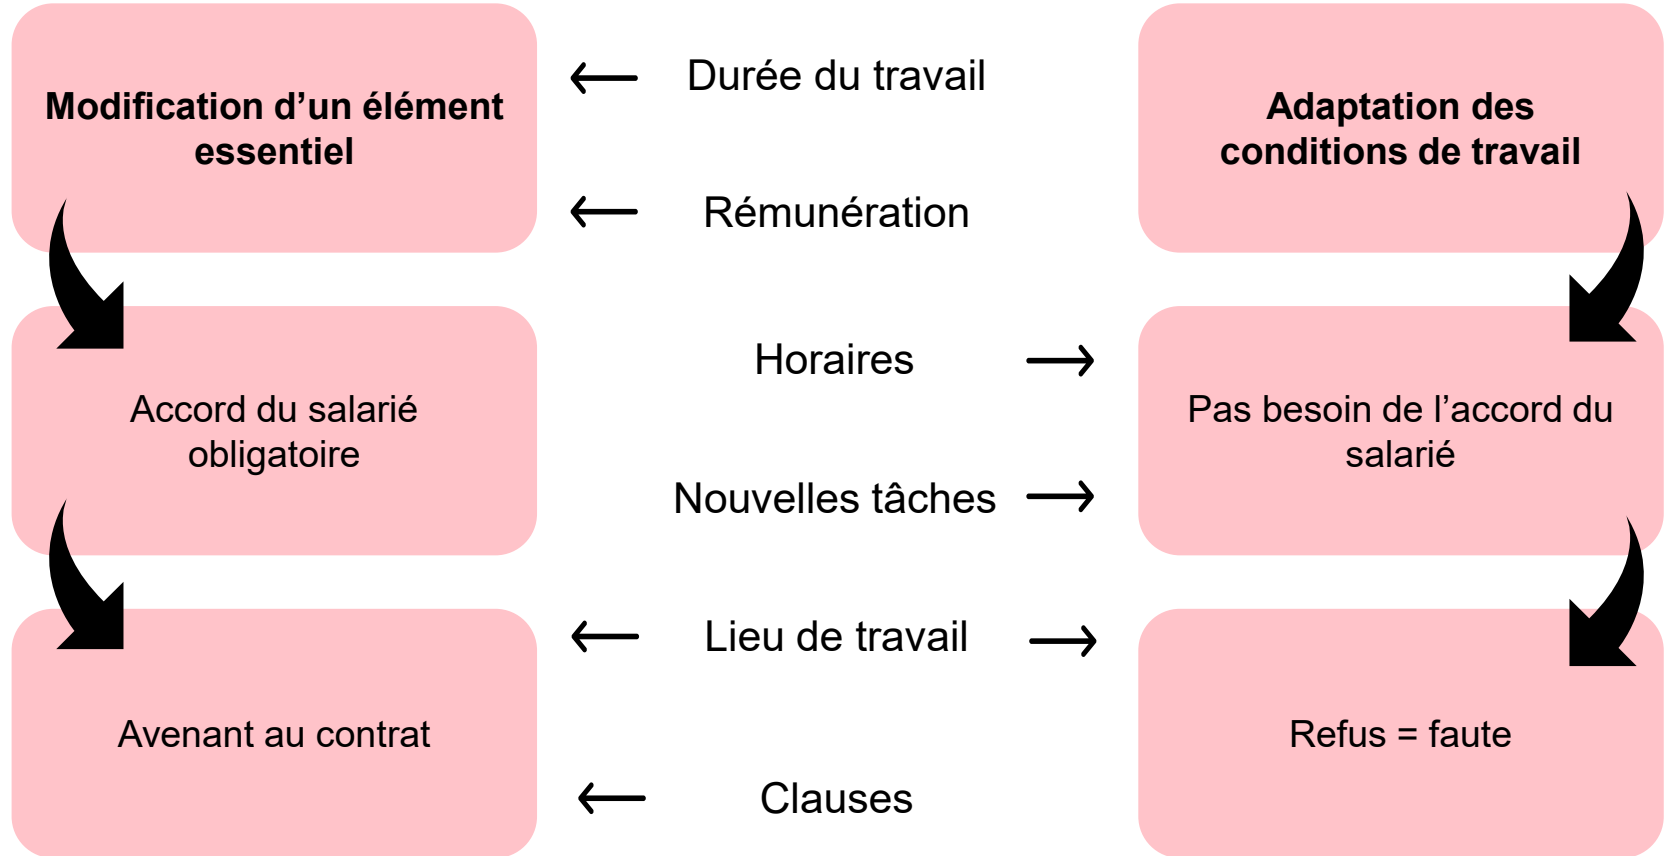 Modification d’un élément
essentiel
Durée du travail
Adaptation des
conditions de travail
Rémunération
Accord du salarié
obligatoire
Horaires
Pas besoin de l’accord du
salarié
Nouvelles tâches
Lieu de travail
Avenant au contrat
Refus = faute
Clauses